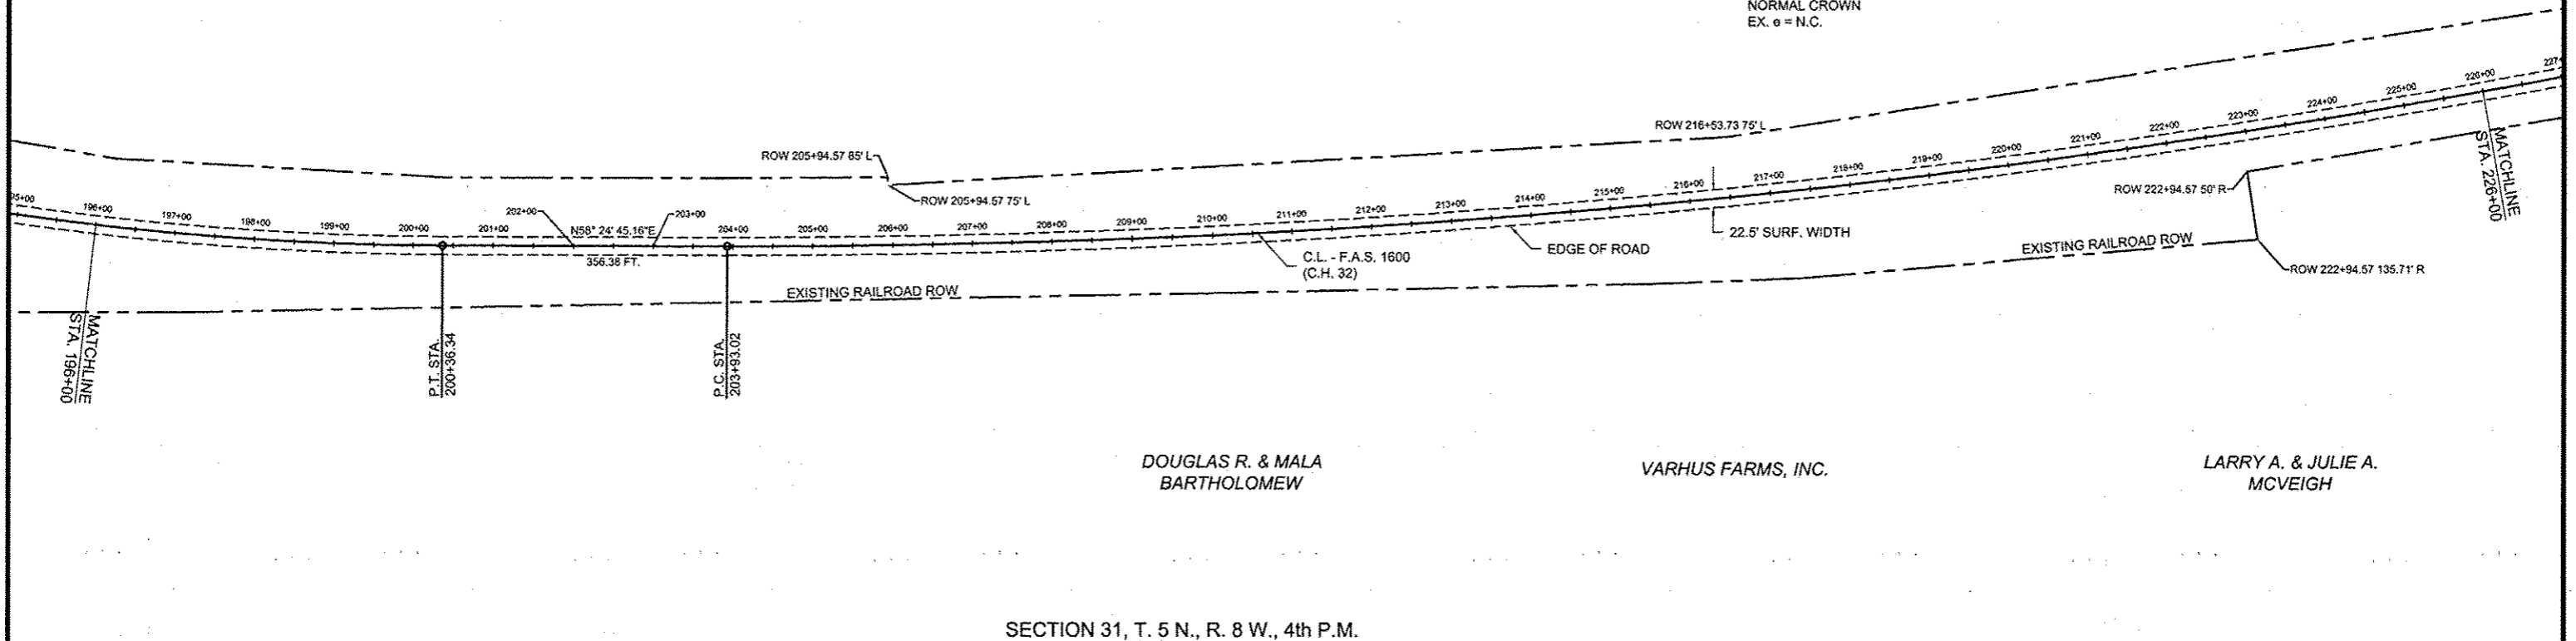 NORMAL CROWN
EX. e = N.C.
ROW 205+94.57 85' L
ROW 205+94.57 75' L
ROW 216+53.73 75' L
196+00
197+00
198+00
199+00
200+00
201+00
202+00
N58° 24' 45.16"E
203+00
204+00
205+00
206+00
207+00
208+00
209+00
210+00
211+00
212+00
213+00
214+00
215+00
216+00
217+00
218+00
219+00
220+00
221+00
222+00
223+00
224+00
225+00
226+00
356.38 FT.
C.L. - F.A.S. 1600
(C.H. 32)
EDGE OF ROAD
22.5' SURF. WIDTH
ROW 222+94.57 50' R
ROW 222+94.57 135.71' R
EXISTING RAILROAD ROW
EXISTING RAILROAD ROW
MATCHLINE
STA. 196+00
P.T. STA.
200+36.34
P.C. STA.
203+93.02
MATCHLINE
STA. 226+00
DOUGLAS R. & MALA
BARTHOLOMEW
VARHUS FARMS, INC.
LARRY A. & JULIE A.
MCVEIGH
SECTION 31, T. 5 N., R. 8 W., 4th P.M.